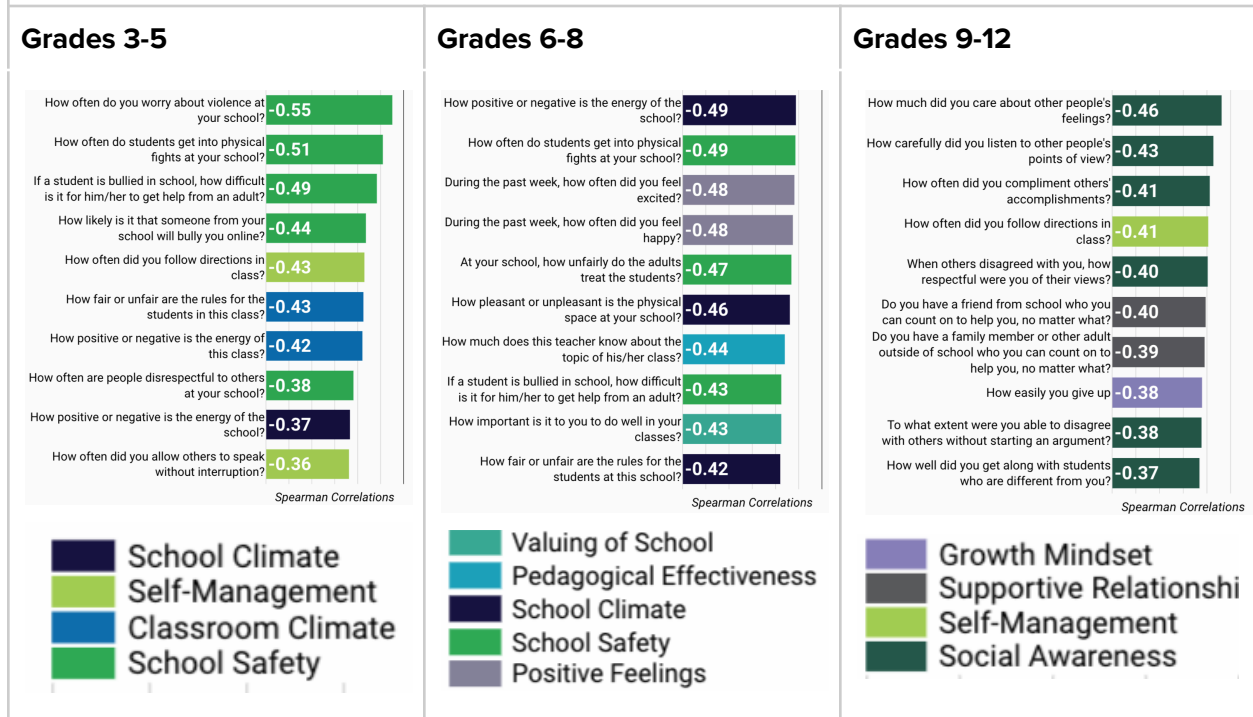 Grades 3-5
How often do you worry about violence at
your school?
-0.55
How often do students get into physical
fights at your school?
-0.51
If a student is bullied in school, how difficult
is it for him/her to get help from an adult?
-0.49
How likely is it that someone from your
school will bully you online?
-0.44
How often did you follow directions in
class?
-0.43
How fair or unfair are the rules for the
students in this class?
-0.43
How positive or negative is the energy of
this class?
-0.42
How often are people disrespectful to others
at your school?
-0.38
How positive or negative is the energy of the
school?
-0.37
How often did you allow others to speak
without interruption?
-0.36
Spearman Correlations
School Climate
Self-Management
Classroom Climate
School Safety
Grades 6-8
How positive or negative is the energy of the
school?
-0.49
How often do students get into physical
fights at your school?
-0.49
During the past week, how often did you feel
excited?
-0.48
During the past week, how often did you feel
happy?
-0.48
At your school, how unfairly do the adults
treat the students?
-0.47
How pleasant or unpleasant is the physical
space at your school?
-0.46
How much does this teacher know about the
topic of his/her class?
-0.44
If a student is bullied in school, how difficult
is it for him/her to get help from an adult?
-0.43
How important is it to you to do well in your
classes?
-0.43
How fair or unfair are the rules for the
students at this school?
-0.42
Spearman Correlations
Valuing of School
Pedagogical Effectiveness
School Climate
School Safety
Positive Feelings
Grades 9-12
How much did you care about other people's
feelings?
-0.46
How carefully did you listen to other people's
points of view?
-0.43
How often did you compliment others'
accomplishments?
-0.41
How often did you follow directions in
class?
-0.41
When others disagreed with you, how
respectful were you of their views?
-0.40
Do you have a friend from school who you
can count on to help you, no matter what?
-0.40
Do you have a family member or other adult
outside of school who you can count on to
help you, no matter what?
-0.39
How easily you give up
-0.38
To what extent were you able to disagree
with others without starting an argument?
-0.38
How well did you get along with students
who are different from you?
-0.37
Spearman Correlations
Growth Mindset
Supportive Relationshi
Self-Management
Social Awareness